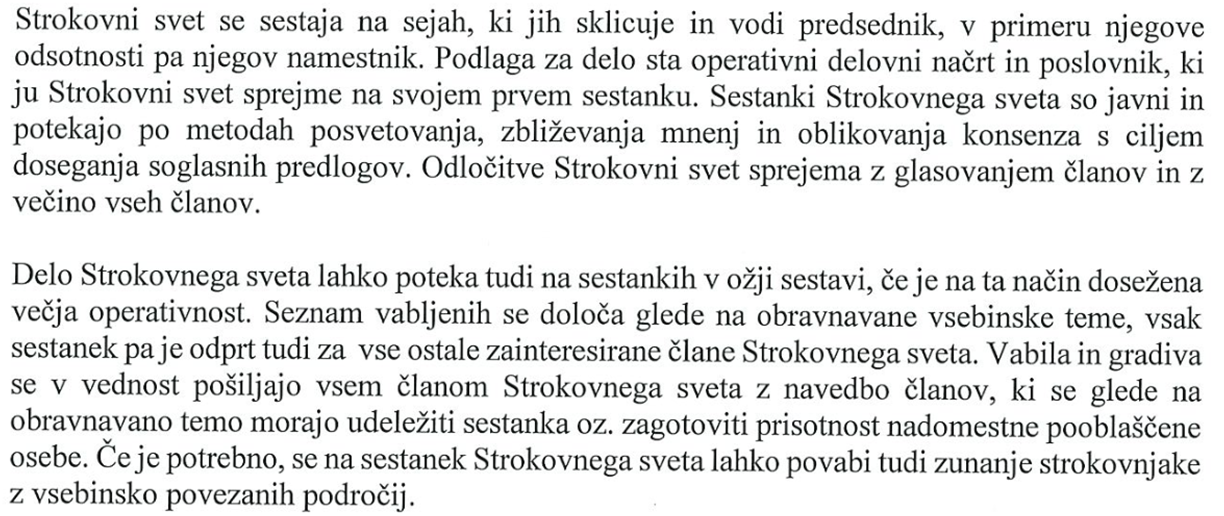 Strokovni svet se sestaja na sejah, ki jih sklicuje in vodi predsednik, v primeru njegove
odsotnosti pa njegov namestnik. Podlaga za delo sta operativni delovni načrt in poslovnik, ki
ju Strokovni svet sprejme na svojem prvem sestanku. Sestanki Strokovnega sveta so javni in
potekajo po metodah posvetovanja, zbliževanja mnenj in oblikovanja konsenza s ciljem
doseganja soglasnih predlogov. Odločitve Strokovni svet sprejema z glasovanjem članov in z
večino vseh članov.

Delo Strokovnega sveta lahko poteka tudi na sestankih v ožji sestavi, če je na ta način dosežena
večja operativnost. Seznam vabljenih se določa glede na obravnavane vsebinske teme, vsak
sestanek pa je odprt tudi za vse ostale zainteresirane člane Strokovnega sveta. Vabila in gradiva
se v vednost pošiljajo vsem članom Strokovnega sveta z navedbo članov, ki se glede na
obravnavano temo morajo udeležiti sestanka oz. zagotoviti prisotnost nadomestne pooblaščene
osebe. Če je potrebno, se na sestanek Strokovnega sveta lahko povabi tudi zunanje strokovnjake
z vsebinsko povezanih področij.